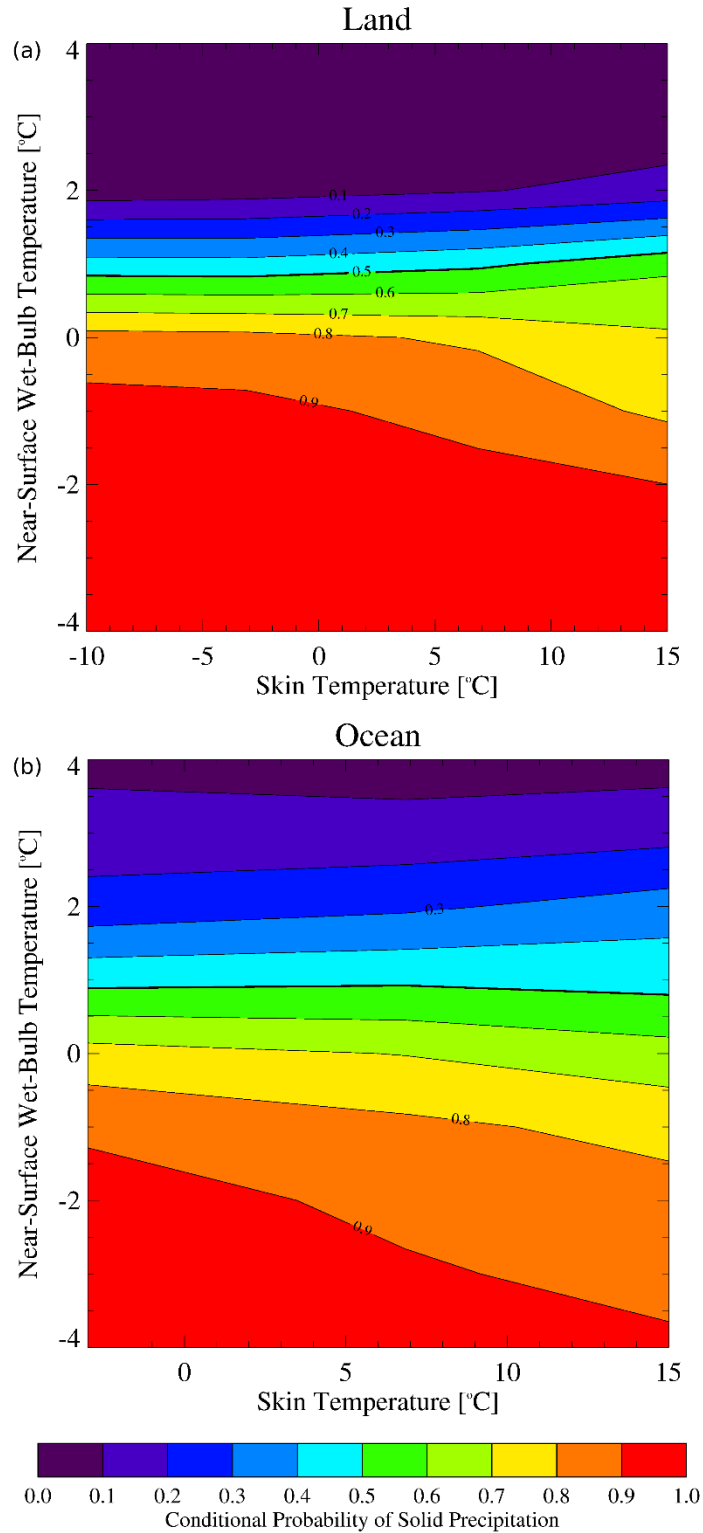 Land
(a)
Near-Surface Wet-Bulb Temperature [°C]
4
2
0
-2
-4
0.1
0.2
0.3
0.4
0.5
0.6
0.7
0.8
0.9
-10 -5 0 5 10 15
Skin Temperature [°C]
Ocean
(b)
Near-Surface Wet-Bulb Temperature [°C]
4
2
0
-2
-4
0.3
0.8
0.9
0 5 10 15
Skin Temperature [°C]
0.0 0.1 0.2 0.3 0.4 0.5 0.6 0.7 0.8 0.9 1.0
Conditional Probability of Solid Precipitation